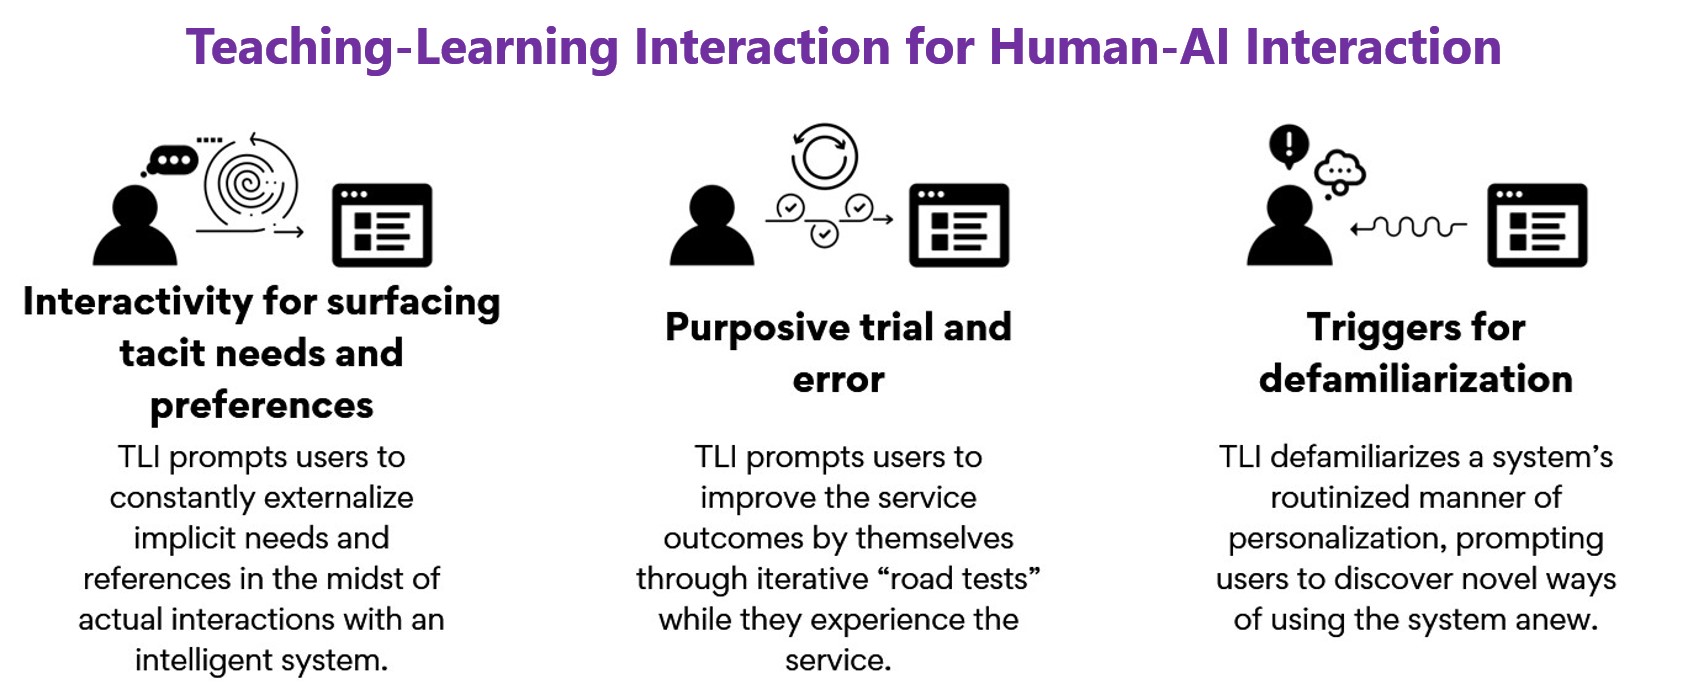 Teaching-Learning Interaction for Human-AI Interaction
Interactivity for surfacing
tacit needs and
preferences
TLI prompts users to
constantly externalize
implicit needs and
references in the midst of
actual interactions with an
intelligent system.
Purposive trial and
error
TLI prompts users to
improve the service
outcomes by themselves
through iterative “road tests”
while they experience the
service.
Triggers for
defamiliarization
TLI defamiliarizes a system’s
routinized manner of
personalization, prompting
users to discover novel ways
of using the system anew.